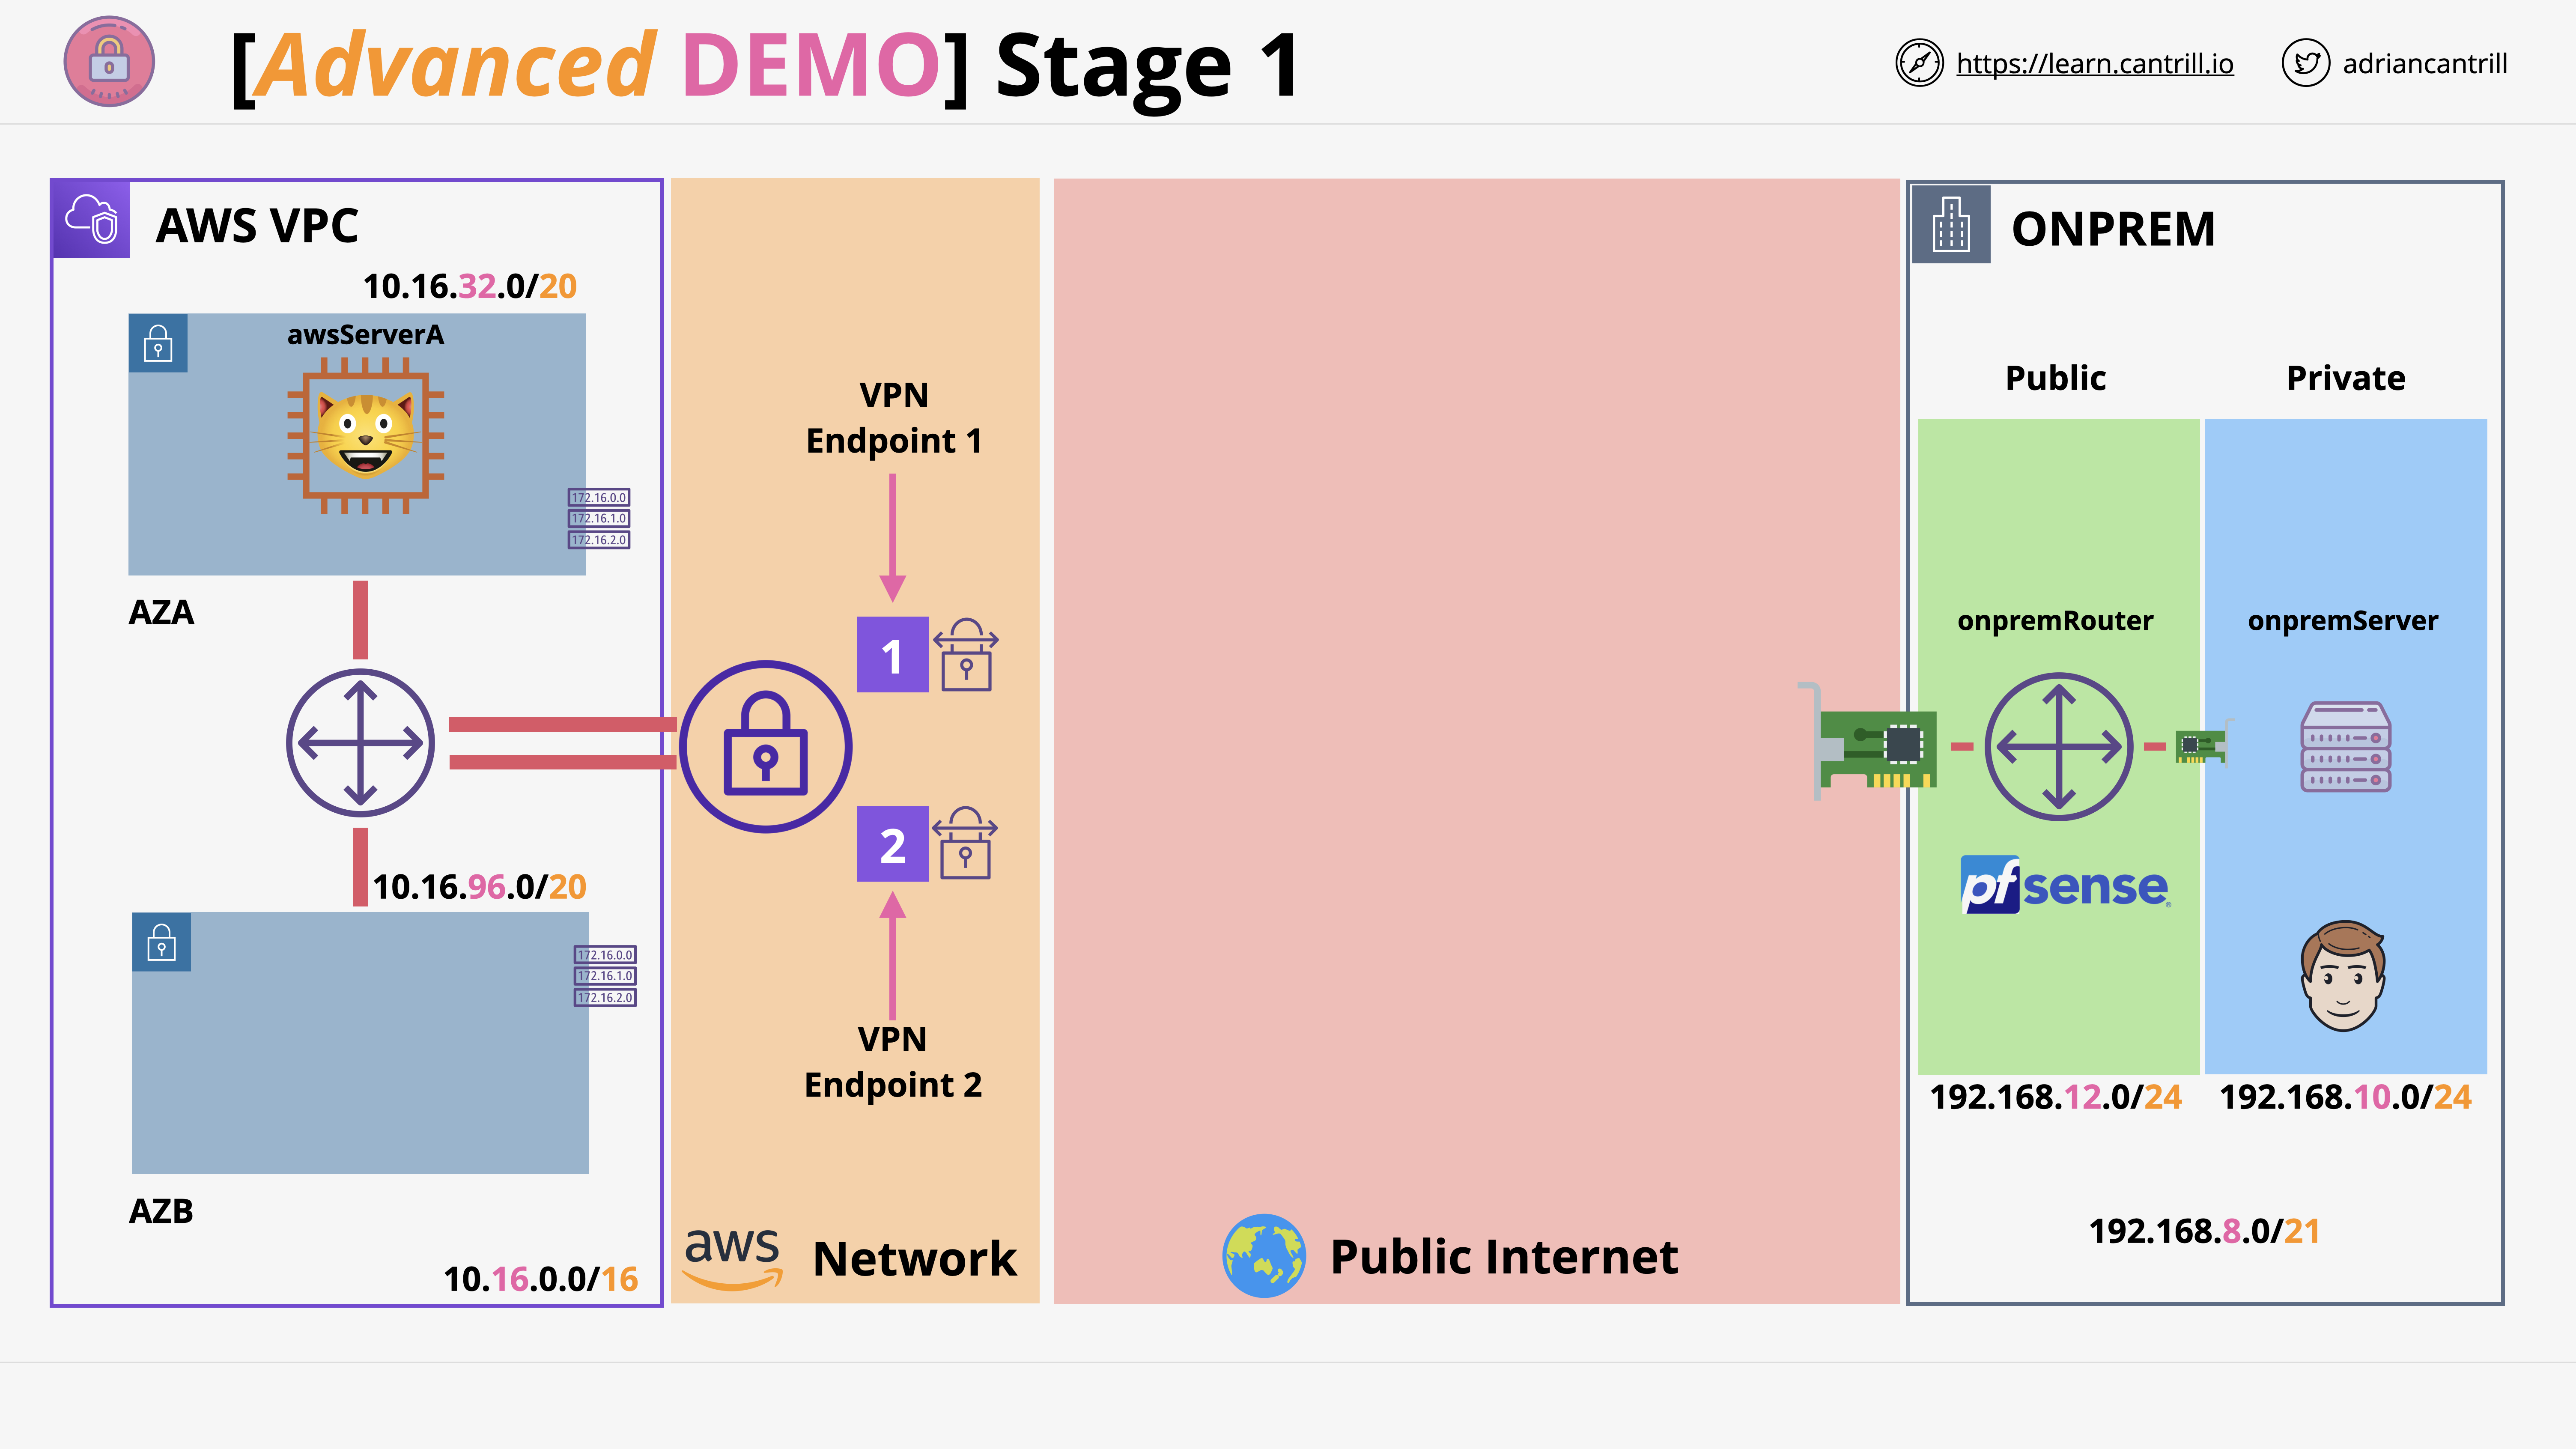 [Advanced DEMO] Stage 1
https://learn.cantrill.io
adriancantrill
AWS VPC
10.16.32.0/20
awsServerA
172.16.0.0
172.16.1.0
172.16.2.0
AZA
10.16.96.0/20
172.16.0.0
172.16.1.0
172.16.2.0
AZB
10.16.0.0/16
VPN
Endpoint 1
1
2
VPN
Endpoint 2
aws Network
Public Internet
ONPREM
Public
Private
onpremRouter
onpremServer
pfsense
192.168.12.0/24
192.168.10.0/24
192.168.8.0/21